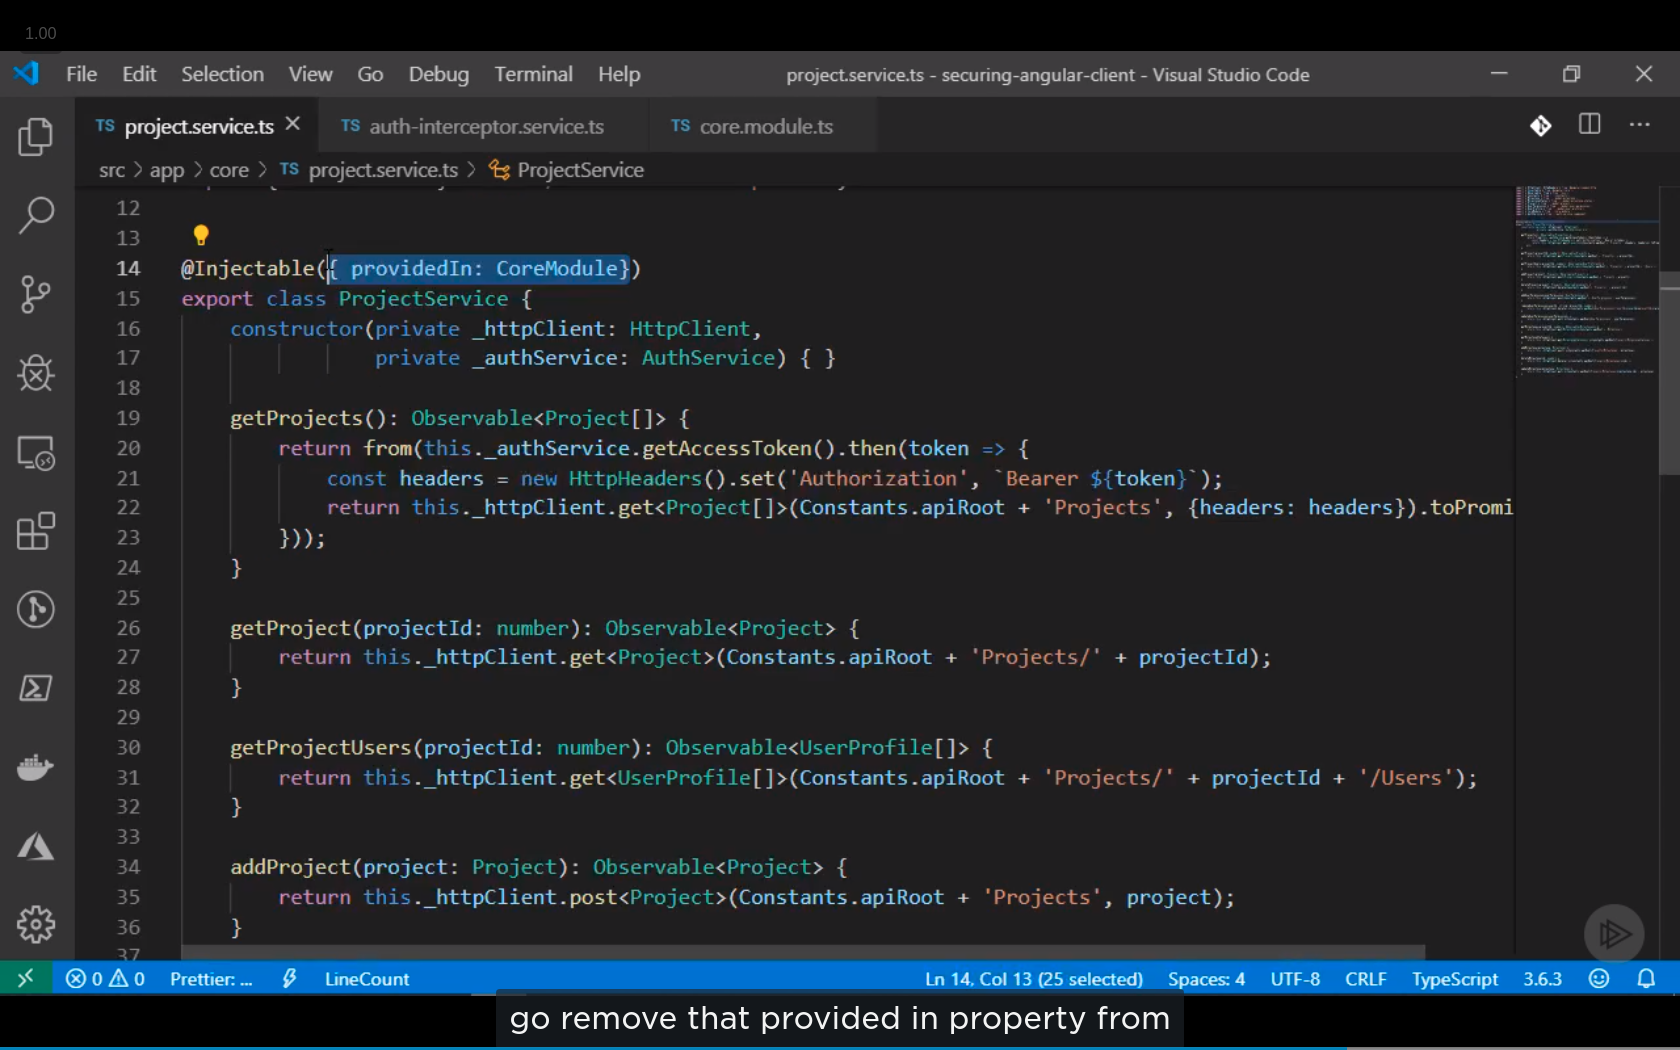 1.00
File Edit Selection View Go Debug Terminal Help project.service.ts - securing-angular-client - Visual Studio Code
TS project.service.ts TS auth-interceptor.service.ts TS core.module.ts
src > app > core > TS project.service.ts > ProjectService
12
13
14 @Injectable({ providedIn: CoreModule})
15 export class ProjectService {
16 constructor(private _httpClient: HttpClient,
17 private _authService: AuthService) { }
18
19 getProjects(): Observable<Project[]> {
20 return from(this._authService.getAccessToken().then(token => {
21 const headers = new HttpHeaders().set('Authorization', `Bearer ${token}`);
22 return this._httpClient.get<Project[]>(Constants.apiRoot + 'Projects', {headers: headers}).toPromi
23 }));
24 }
25
26 getProject(projectId: number): Observable<Project> {
27 return this._httpClient.get<Project>(Constants.apiRoot + 'Projects/' + projectId);
28 }
29
30 getProjectUsers(projectId: number): Observable<UserProfile[]> {
31 return this._httpClient.get<UserProfile[]>(Constants.apiRoot + 'Projects/' + projectId + '/Users');
32 }
33
34 addProject(project: Project): Observable<Project> {
35 return this._httpClient.post<Project>(Constants.apiRoot + 'Projects', project);
36 }
37
0 0 Prettier: ... LineCount Ln 14, Col 13 (25 selected) Spaces: 4 UTF-8 CRLF TypeScript 3.6.3
go remove that provided in property from